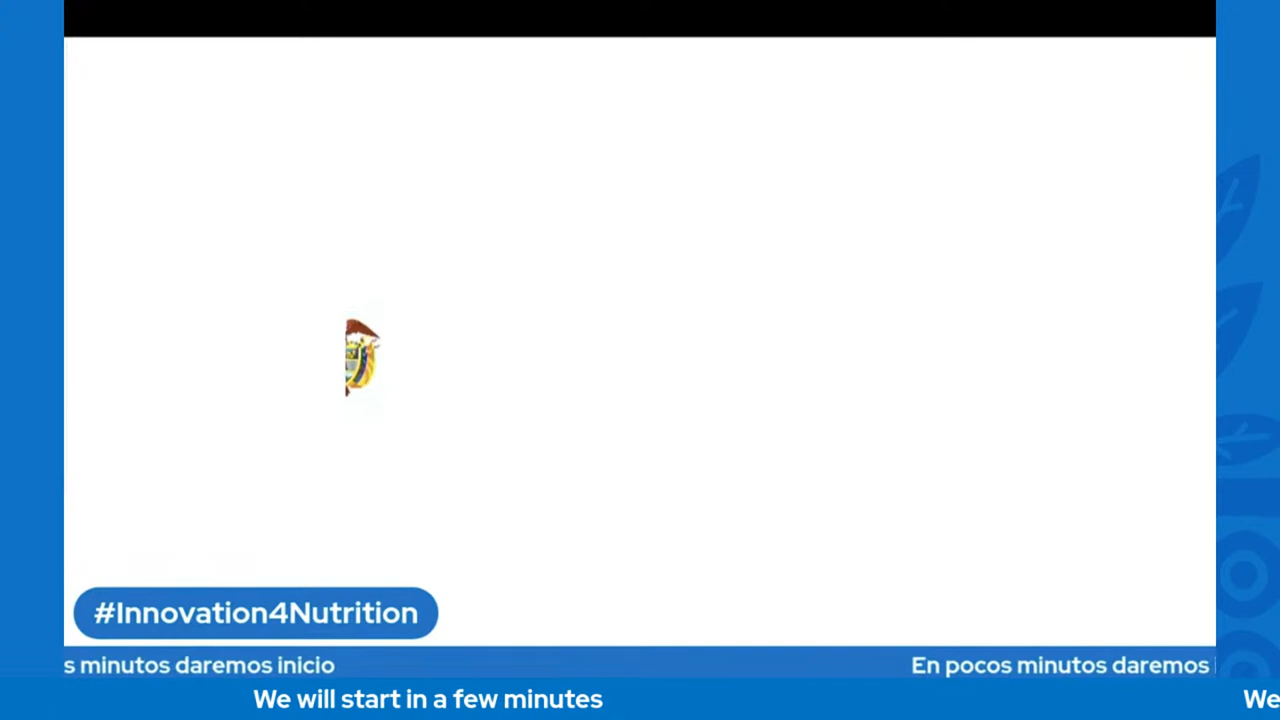 #Innovation4Nutrition
s minutos daremos inicio En pocos minutos daremos
We will start in a few minutes We